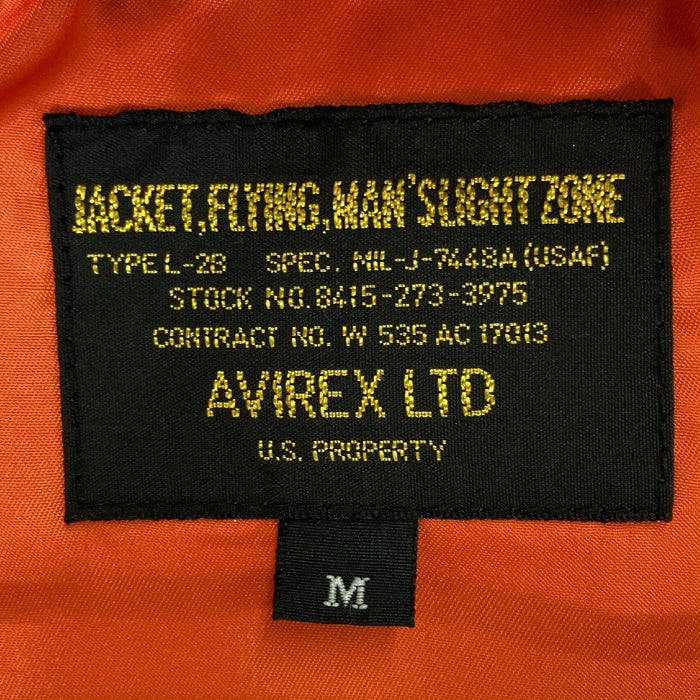 JACKET,FLYING,MAN'S LIGHT ZONE
TYPE L-2B SPEC. MIL-J-7448A (USAF)
STOCK NO. 8415-273-3975
CONTRACT NO. W 535 AC 17013
AVIREX LTD
U.S. PROPERTY
M